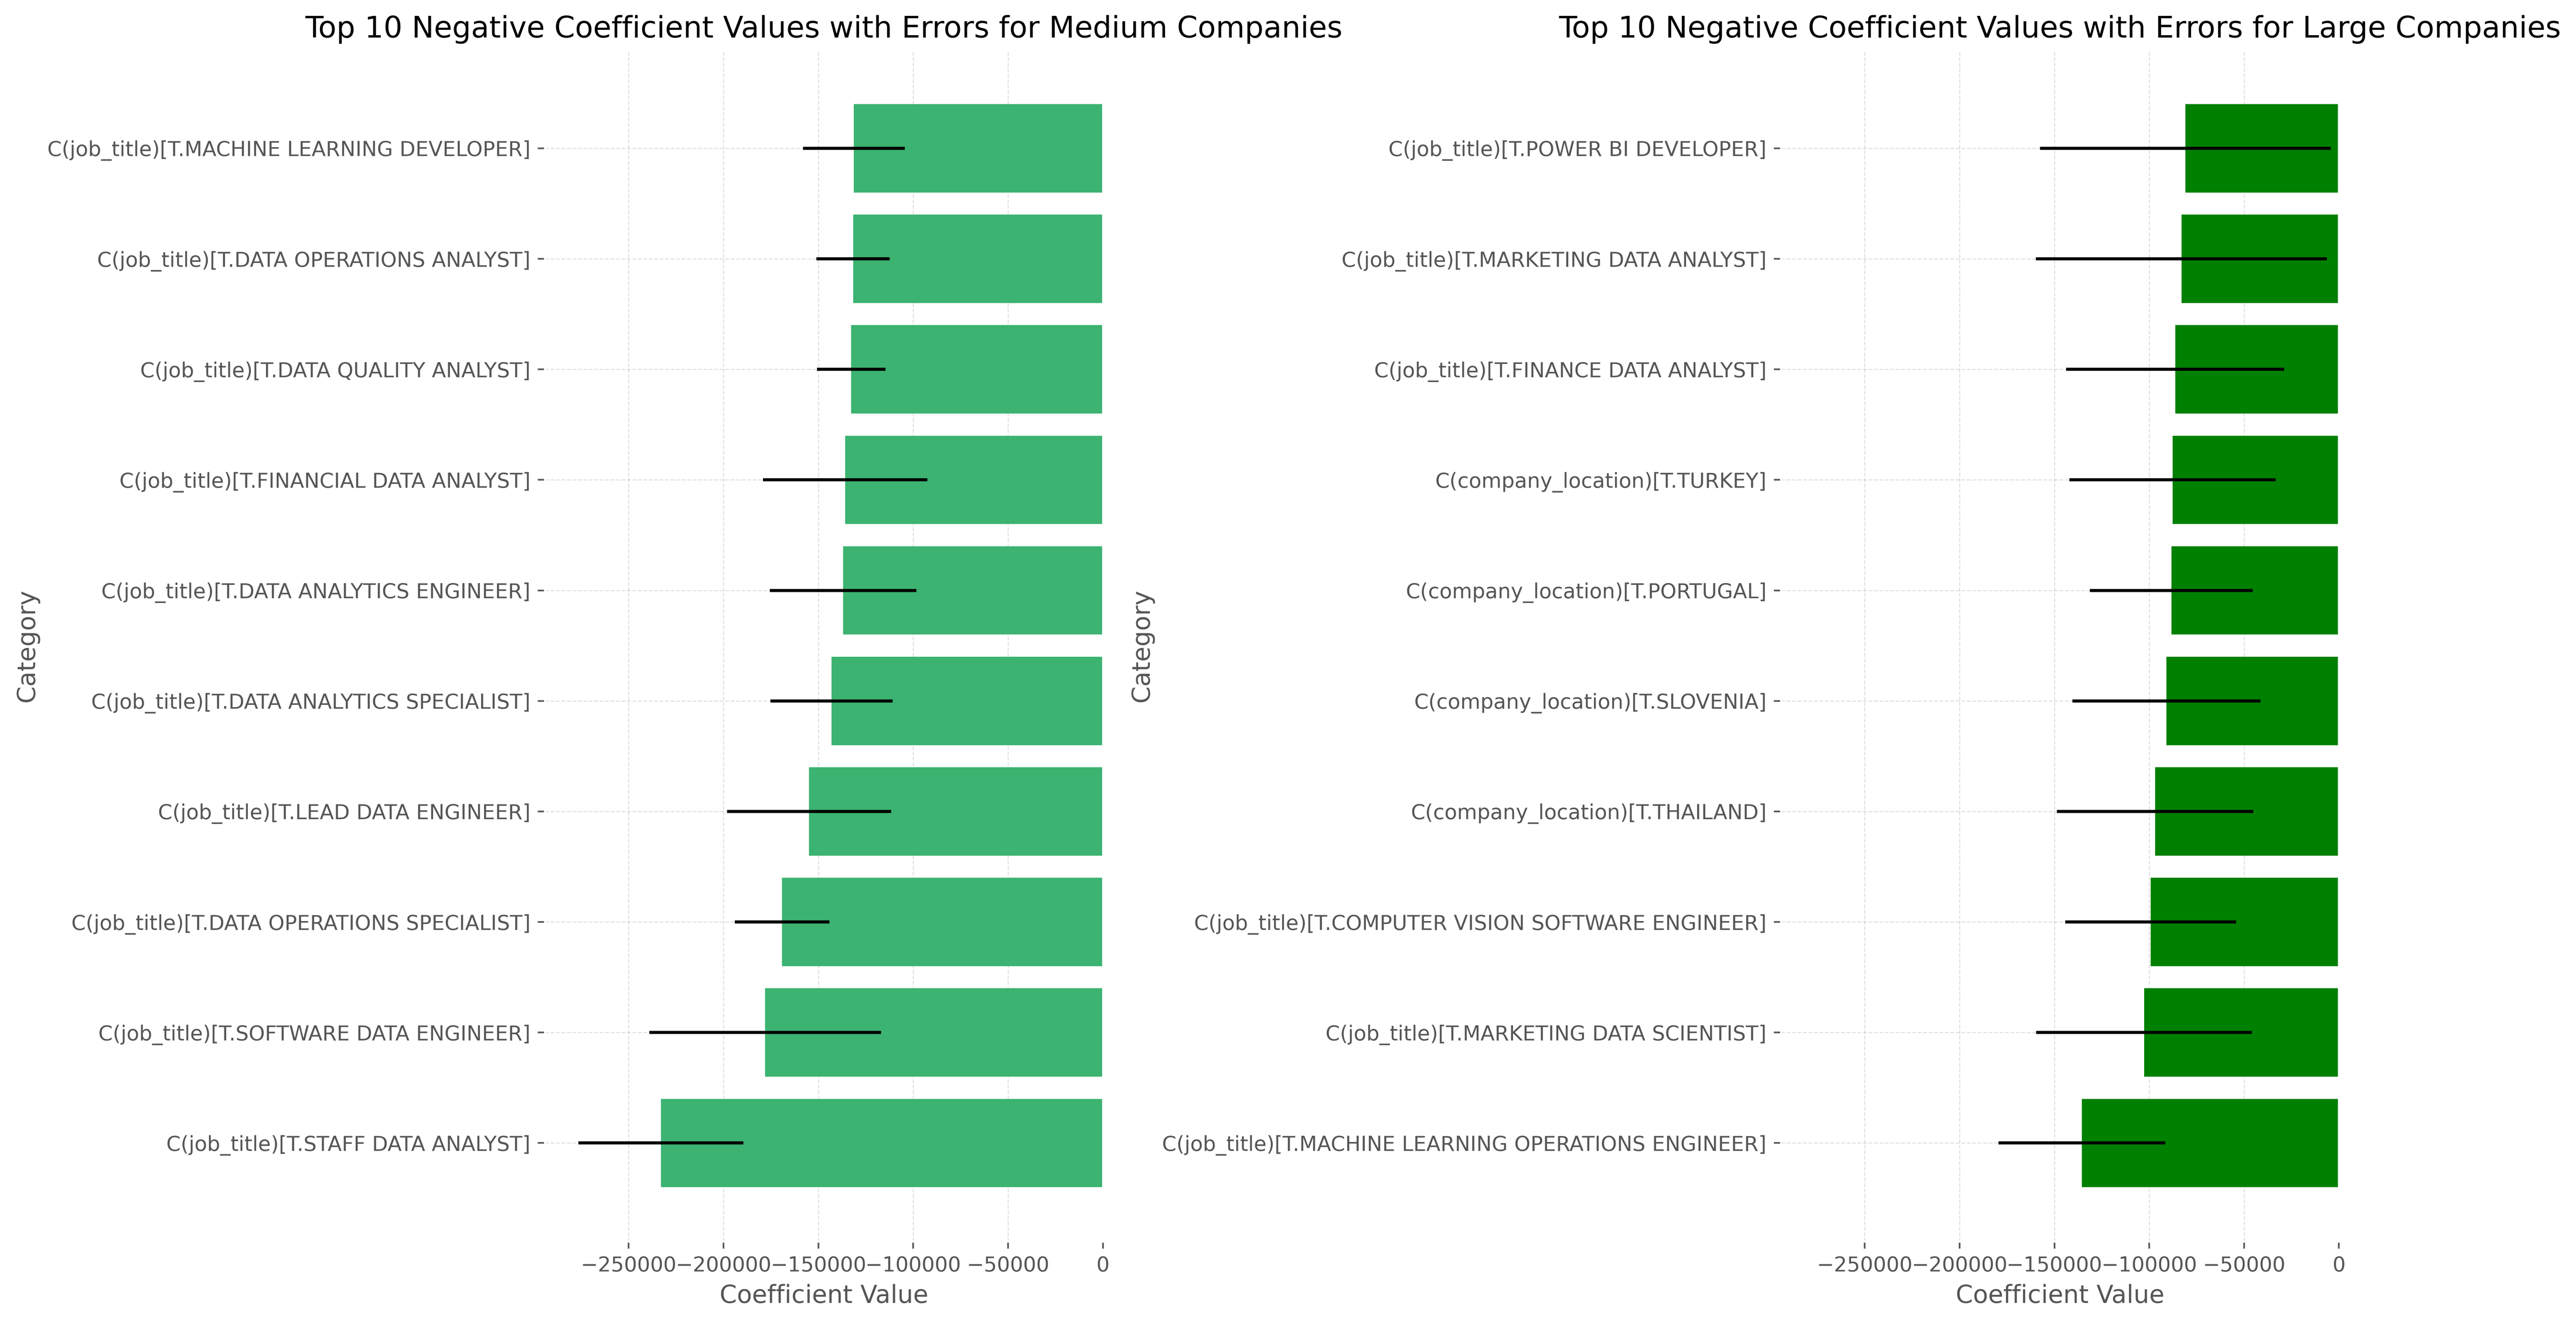 Top 10 Negative Coefficient Values with Errors for Medium Companies
Category
C(job_title)[T.MACHINE LEARNING DEVELOPER]
C(job_title)[T.DATA OPERATIONS ANALYST]
C(job_title)[T.DATA QUALITY ANALYST]
C(job_title)[T.FINANCIAL DATA ANALYST]
C(job_title)[T.DATA ANALYTICS ENGINEER]
C(job_title)[T.DATA ANALYTICS SPECIALIST]
C(job_title)[T.LEAD DATA ENGINEER]
C(job_title)[T.DATA OPERATIONS SPECIALIST]
C(job_title)[T.SOFTWARE DATA ENGINEER]
C(job_title)[T.STAFF DATA ANALYST]
−250000 −200000 −150000 −100000 −50000 0
Coefficient Value
Top 10 Negative Coefficient Values with Errors for Large Companies
Category
C(job_title)[T.POWER BI DEVELOPER]
C(job_title)[T.MARKETING DATA ANALYST]
C(job_title)[T.FINANCE DATA ANALYST]
C(company_location)[T.TURKEY]
C(company_location)[T.PORTUGAL]
C(company_location)[T.SLOVENIA]
C(company_location)[T.THAILAND]
C(job_title)[T.COMPUTER VISION SOFTWARE ENGINEER]
C(job_title)[T.MARKETING DATA SCIENTIST]
C(job_title)[T.MACHINE LEARNING OPERATIONS ENGINEER]
−250000 −200000 −150000 −100000 −50000 0
Coefficient Value